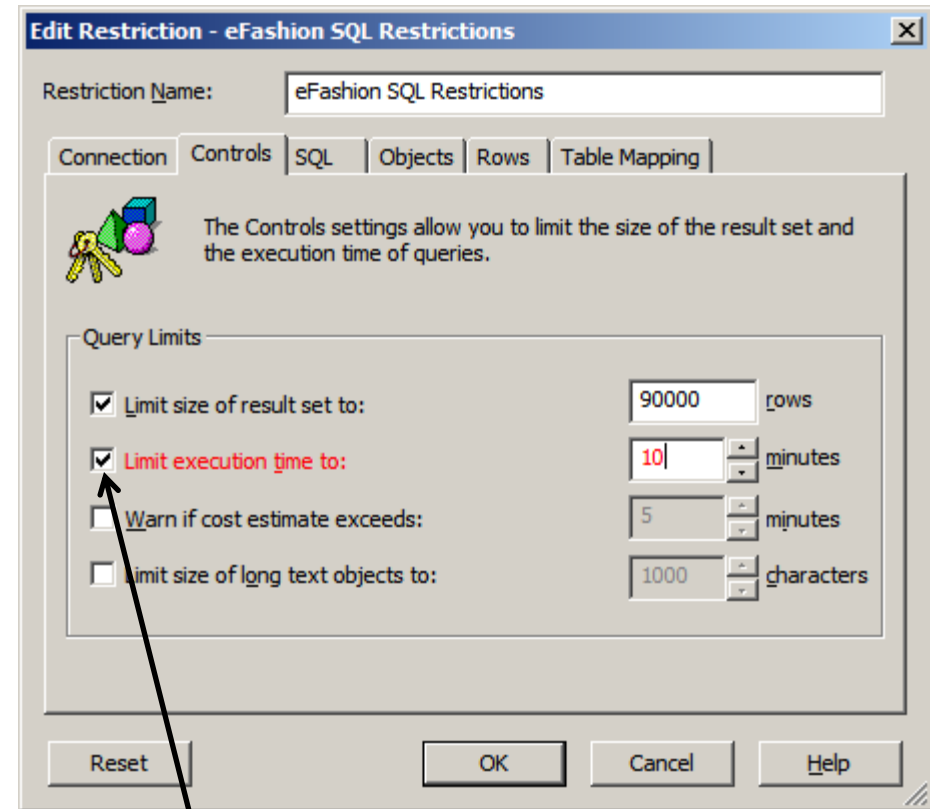 Edit Restriction - eFashion SQL Restrictions
Restriction Name: eFashion SQL Restrictions
Connection Controls SQL Objects Rows Table Mapping
The Controls settings allow you to limit the size of the result set and
the execution time of queries.
Query Limits
Limit size of result set to: 90000 rows
Limit execution time to: 10 minutes
Warn if cost estimate exceeds: 5 minutes
Limit size of long text objects to: 1000 characters
Reset OK Cancel Help